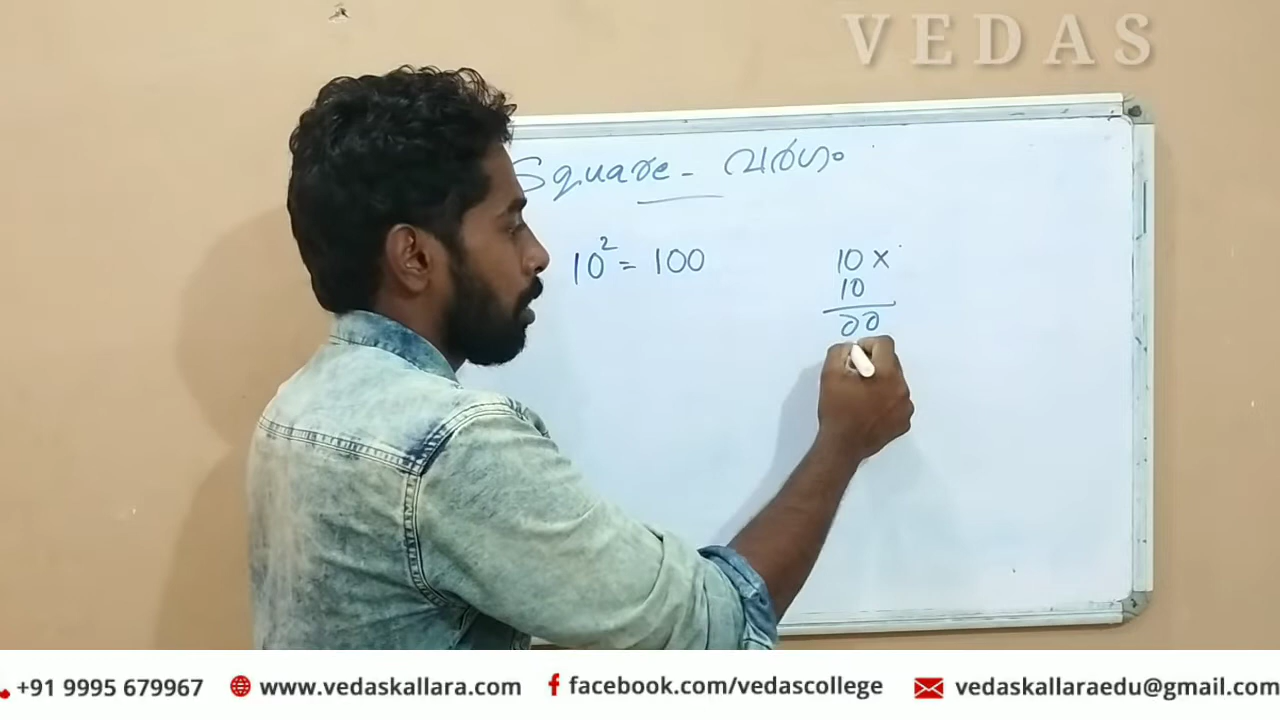 VEDAS
Square - വർഗം
10² = 100
10 ×
10
00
+91 9995 679967
www.vedaskallara.com
facebook.com/vedascollege
vedaskallaraedu@gmail.com